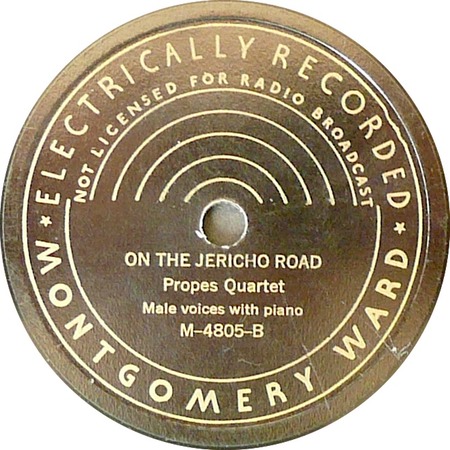 ★ ELECTRICALLY RECORDED ★
NOT LICENSED FOR RADIO BROADCAST
ON THE JERICHO ROAD
Propes Quartet
Male voices with piano
M-4805-B
MONTGOMERY WARD